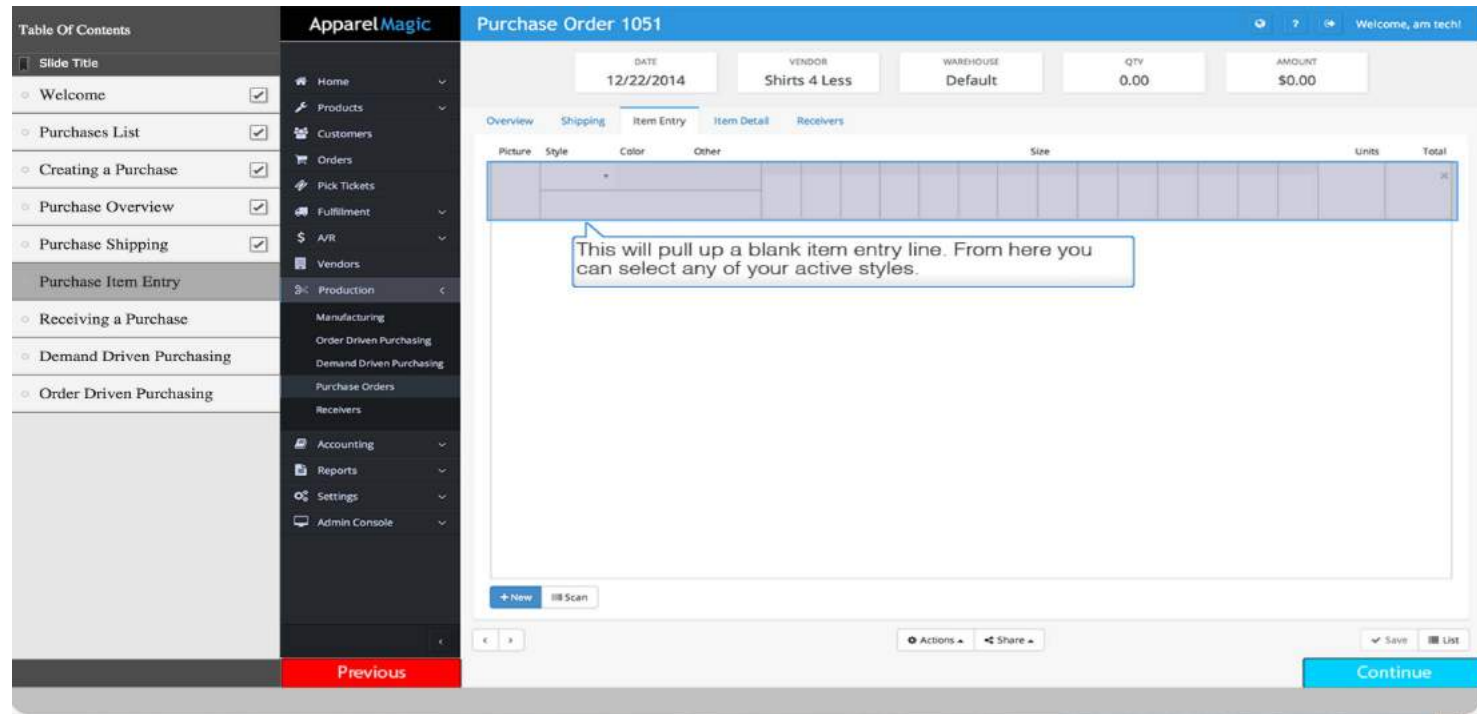 Table Of Contents
Slide Title
Welcome
Purchases List
Creating a Purchase
Purchase Overview
Purchase Shipping
Purchase Item Entry
Receiving a Purchase
Demand Driven Purchasing
Order Driven Purchasing
ApparelMagic
Home
Products
Customers
Orders
Pick Tickets
Fulfillment
A/R
Vendors
Production
Manufacturing
Order Driven Purchasing
Demand Driven Purchasing
Purchase Orders
Receivers
Accounting
Reports
Settings
Admin Console
Previous
Purchase Order 1051
? Welcome, am tech!
DATE VENDOR WAREHOUSE QTY AMOUNT
12/22/2014 Shirts 4 Less Default 0.00 $0.00
Overview Shipping Item Entry Item Detail Receivers
Picture Style Color Other Size Units Total
This will pull up a blank item entry line. From here you
can select any of your active styles.
+ New Scan
Actions Share Save List
Continue